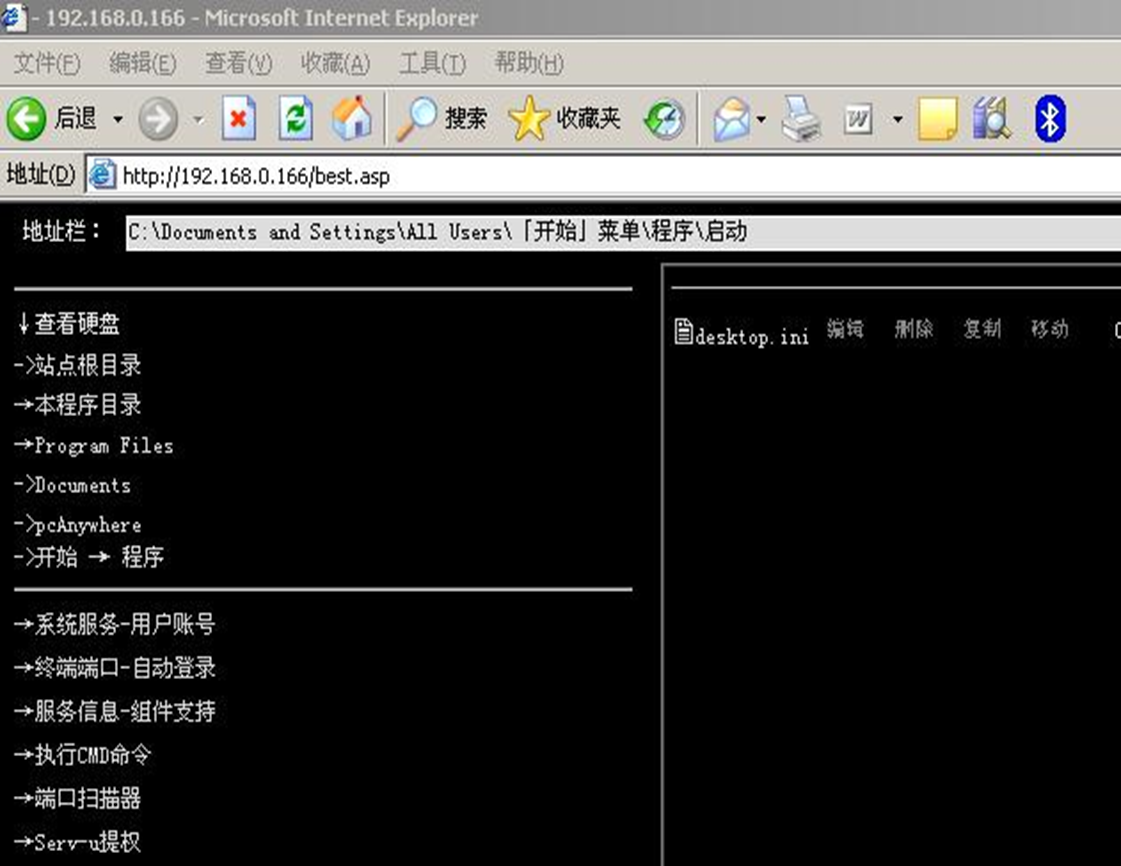 - 192.168.0.166 - Microsoft Internet Explorer
文件(F) 编辑(E) 查看(V) 收藏(A) 工具(T) 帮助(H)
后退 搜索 收藏夹 W
地址(D) http://192.168.0.166/best.asp
地址栏： C:\Documents and Settings\All Users\「开始」菜单\程序\启动
↓查看硬盘
desktop.ini 编辑 删除 复制 移动
->站点根目录
→本程序目录
→Program Files
->Documents
->pcAnywhere
->开始 → 程序
→系统服务-用户账号
→终端端口-自动登录
→服务信息-组件支持
→执行CMD命令
→端口扫描器
→Serv-u提权